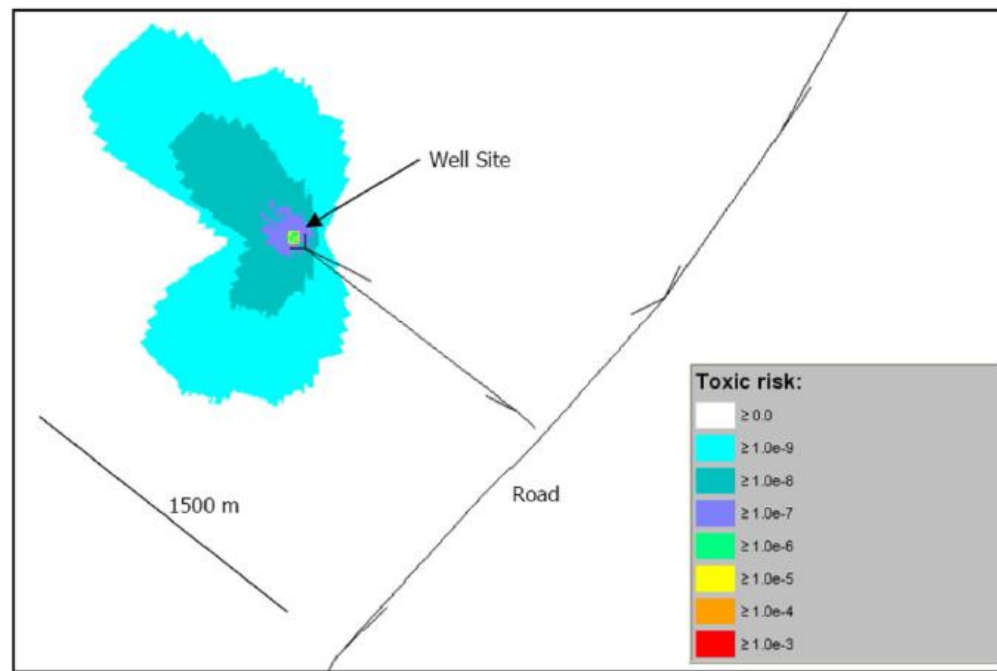 Well Site
1500 m
Road
Toxic risk:
≥ 0.0
≥ 1.0e-9
≥ 1.0e-8
≥ 1.0e-7
≥ 1.0e-6
≥ 1.0e-5
≥ 1.0e-4
≥ 1.0e-3